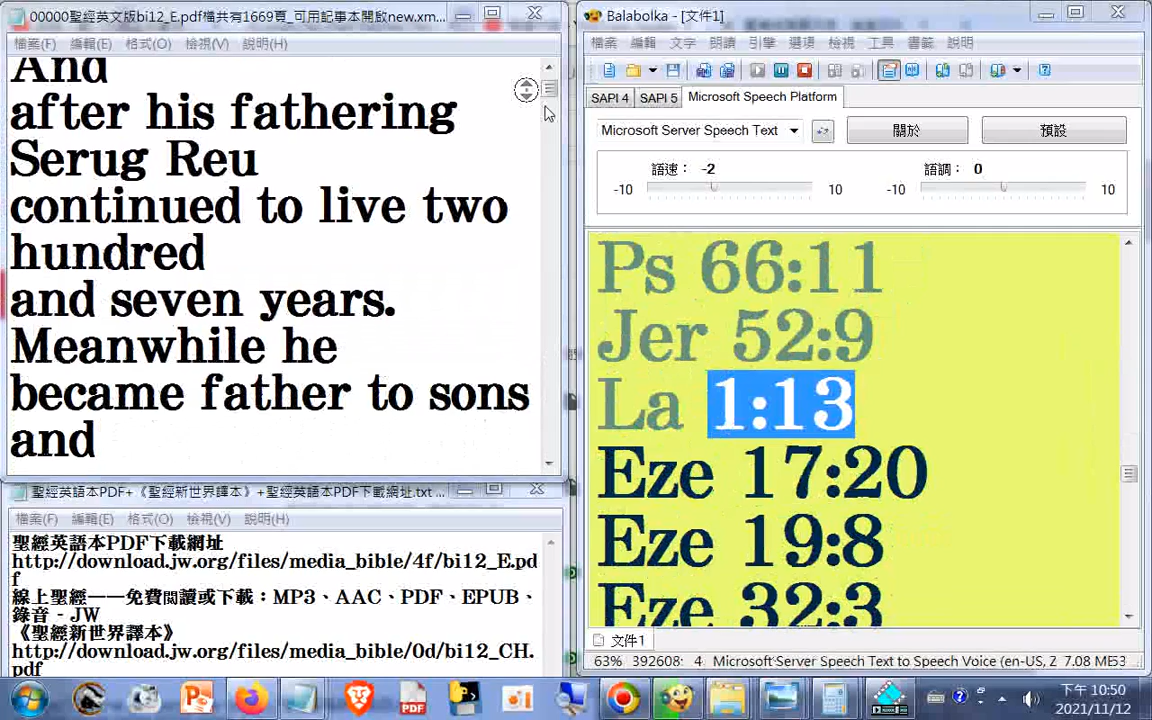 00000聖經英文版bi12_E.pdf檔共有1669頁_可用記事本開啟new.xm...
檔案(F) 編輯(E) 格式(O) 檢視(V) 說明(H)
And
after his fathering
Serug Reu
continued to live two
hundred
and seven years.
Meanwhile he
became father to sons
and
聖經英語本PDF+《聖經新世界譯本》+聖經英語本PDF下載網址.txt ...
檔案(F) 編輯(E) 格式(O) 檢視(V) 說明(H)
聖經英語本PDF下載網址
http://download.jw.org/files/media_bible/4f/bi12_E.pd
f
線上聖經——免費閱讀或下載：MP3、AAC、PDF、EPUB、
錄音 - JW
《聖經新世界譯本》
http://download.jw.org/files/media_bible/0d/bi12_CH.
pdf
Balabolka - [文件1]
檔案 編輯 文字 朗讀 引擎 選項 檢視 工具 書籤 說明
SAPI 4 SAPI 5 Microsoft Speech Platform
Microsoft Server Speech Text 關於 預設
語速： -2 語調： 0
-10 10 -10 10
Ps 66:11
Jer 52:9
La 1:13
Eze 17:20
Eze 19:8
Eze 32:3
文件1
63% 392608: 4 Microsoft Server Speech Text to Speech Voice (en-US, Z 7.08 ME53
下午 10:50
2021/11/12